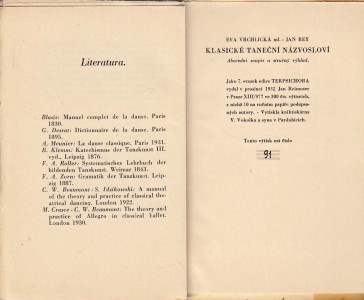 Literatura.
Blasis: Manuel complet de la danse. Paris
1830.
G. Desrat: Dictionnaire de la danse. Paris
1895.
A. Meunier: La danse classique. Paris 1931.
B. Klemm: Katechismus der Tanzkunst III.
vyd., Leipzig 1876.
F. A. Roller: Systematisches Lehrbuch der
bildenden Tanzkunst. Weimar 1843.
F. A. Zorn: Gramatik der Tanzkunst. Leip-
zig 1887.
C. W. Beaumont - S. Idzikowski: A manual of
the theory and practice of classical the-
atrical dancing. London 1922.
M. Craske - C. W. Beaumont: The theory and
practice of Allegro in classical ballet.
London 1930.
EVA VRCHLICKÁ ml. - JAN REY
KLASICKÉ TANEČNÍ NÁZVOSLOVÍ
Abecední soupis a stručný výklad.
Jako 7. svazek edice TERPSICHORA
vydal v prosinci 1932 Jan Reimoser
v Praze XIII/977 ve 300 čís. výtiscích,
z nichž 10 na ručním papíře podepsa-
ných autory. - Vytiskla knihtiskárna
V. Vokolka a syna v Pardubicích.
Tento výtisk má číslo
91